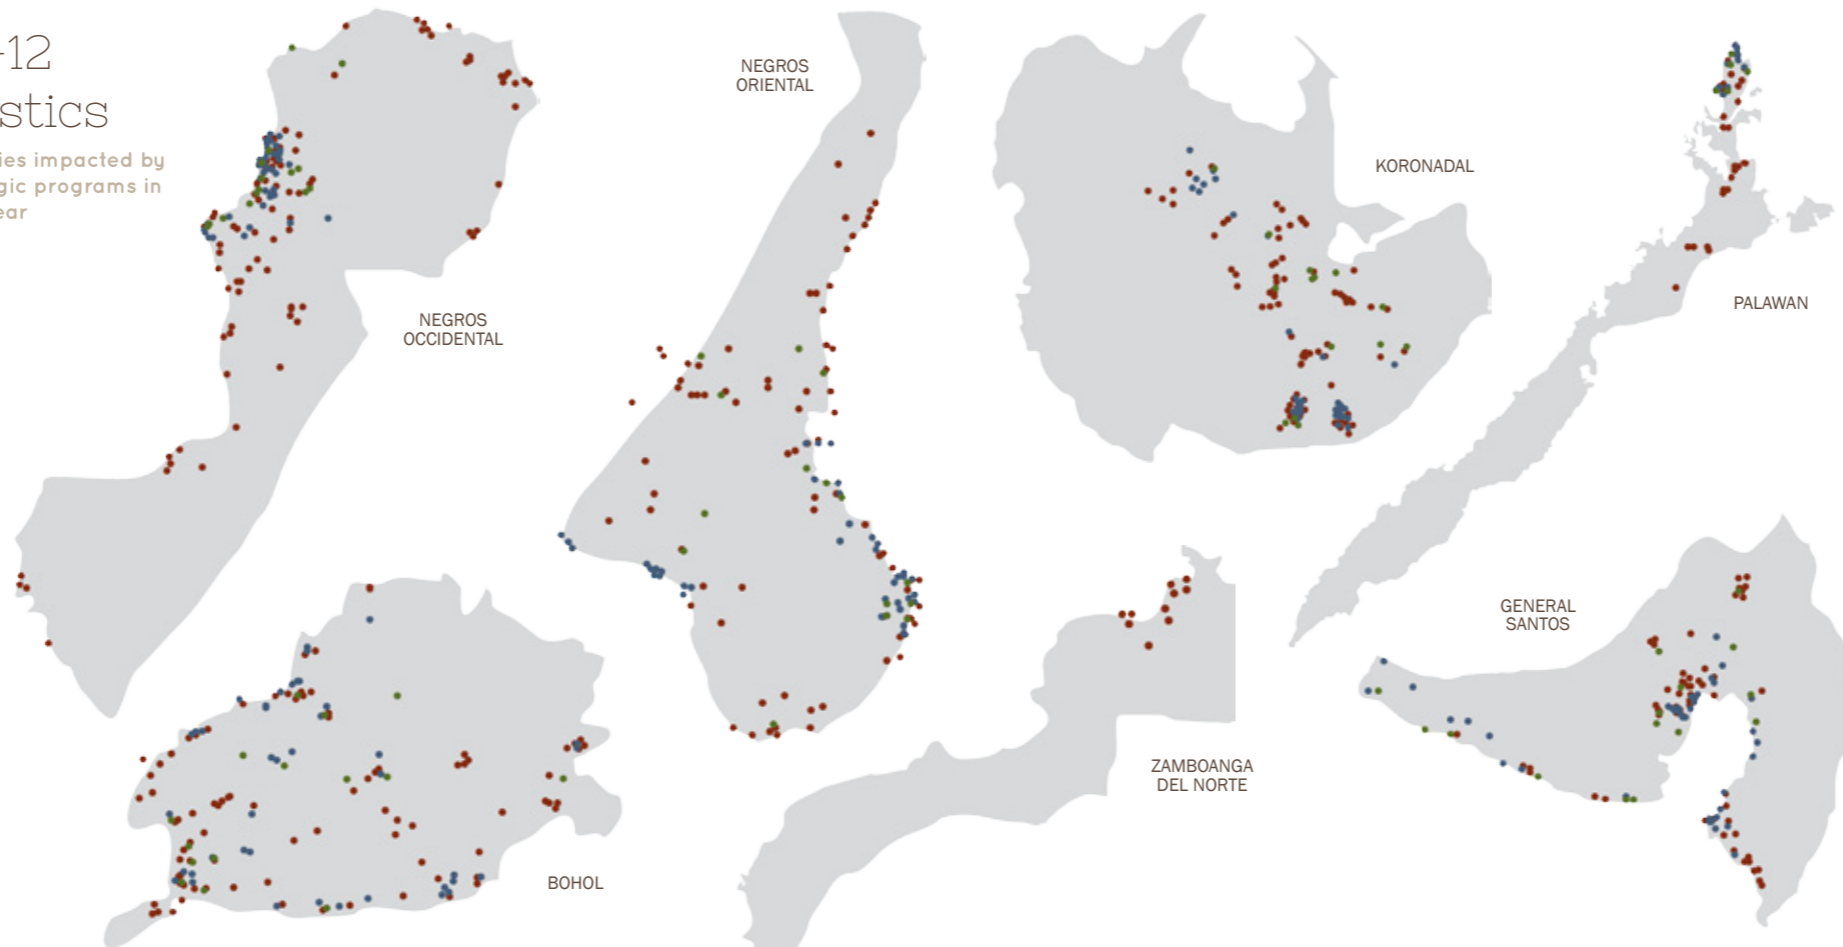 -12
stics
ies impacted by
gic programs in
ear
NEGROS
OCCIDENTAL
NEGROS
ORIENTAL
KORONADAL
PALAWAN
GENERAL
SANTOS
ZAMBOANGA
DEL NORTE
BOHOL